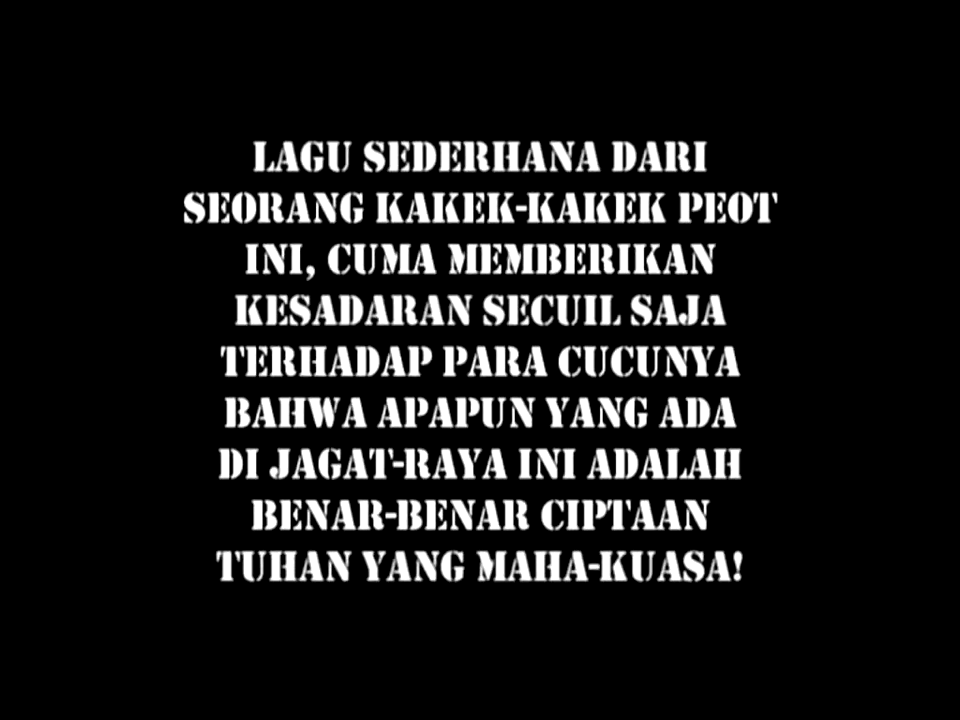 LAGU SEDERHANA DARI
SEORANG KAKEK-KAKEK PEOT
INI, CUMA MEMBERIKAN
KESADARAN SECUIL SAJA
TERHADAP PARA CUCUNYA
BAHWA APAPUN YANG ADA
DI JAGAT-RAYA INI ADALAH
BENAR-BENAR CIPTAAN
TUHAN YANG MAHA-KUASA!